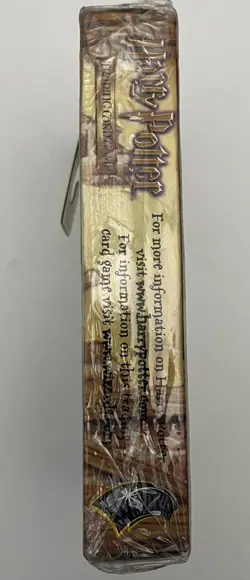 Harry Potter
TRADING CARD GAME
For more information on Harry Potter
visit www.harrypotter.com
For information on this trading
card game visit www.wizards.com